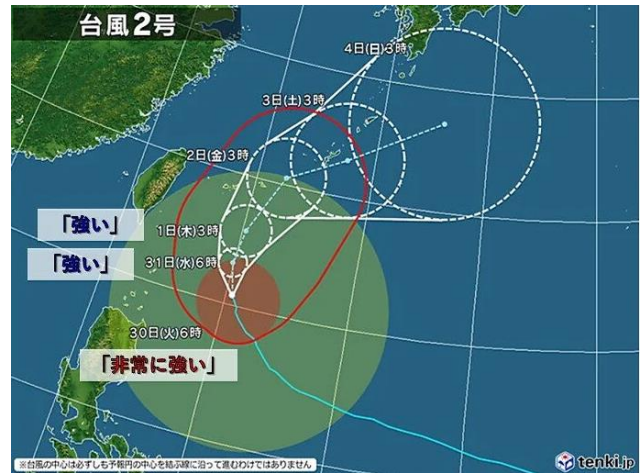 台風2号
4日(日)3時
3日(土)3時
2日(金)3時
「強い」
1日(木)3時
「強い」
31日(水)6時
30日(火)6時
「非常に強い」
※台風の中心は必ずしも予報円の中心を結ぶ線に沿って進むわけではありません
tenki.jp